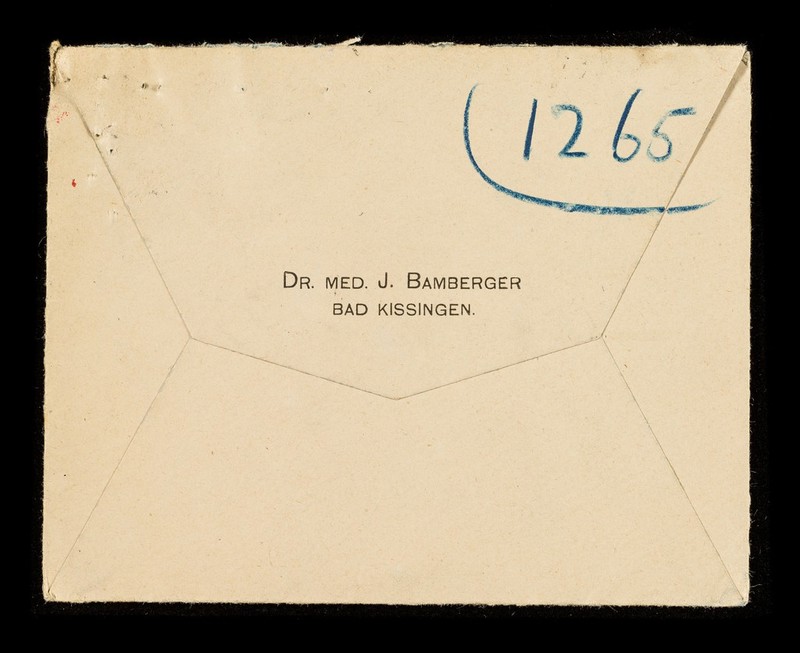 1265
DR. MED. J. BAMBERGER
BAD KISSINGEN.